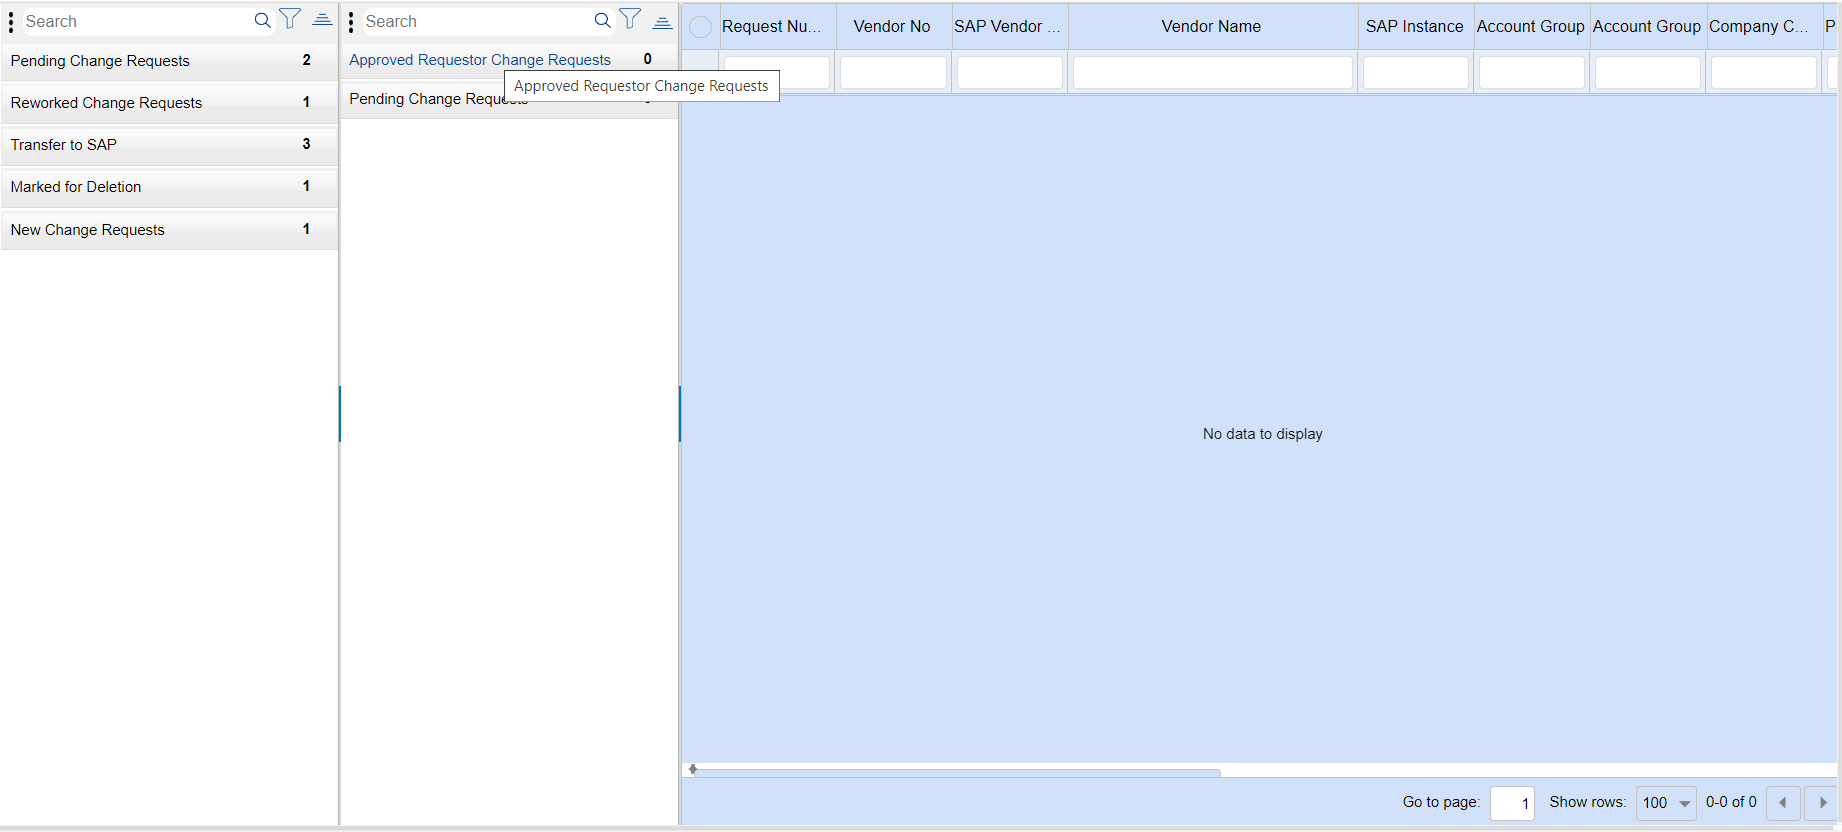 Search
Pending Change Requests 2
Reworked Change Requests 1
Transfer to SAP 3
Marked for Deletion 1
New Change Requests 1
Search
Approved Requestor Change Requests 0
Approved Requestor Change Requests
Pending Change Requests
Request Nu... Vendor No SAP Vendor ... Vendor Name SAP Instance Account Group Account Group Company C... P
No data to display
Go to page: 1 Show rows: 100 0-0 of 0